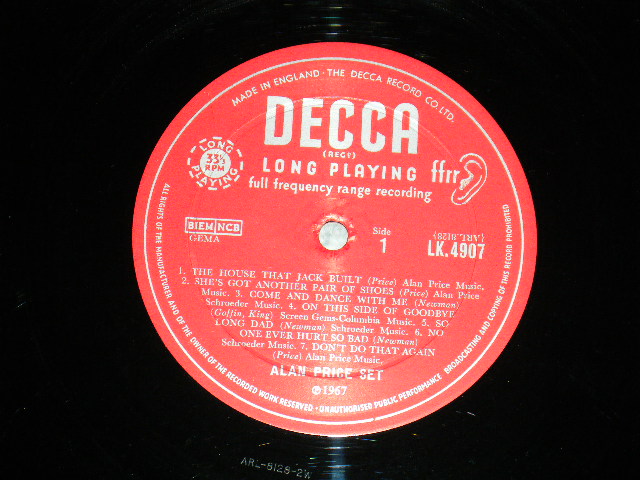 MADE IN ENGLAND · THE DECCA RECORD CO. LTD.
DECCA
(REGD)
LONG PLAYING
33⅓ RPM
LONG PLAYING
ffrr
full frequency range recording
BIEM NCB
GEMA
Side
1
(ARL.8128)
LK.4907
1. THE HOUSE THAT JACK BUILT (Price) Alan Price Music.
2. SHE'S GOT ANOTHER PAIR OF SHOES (Price) Alan Price
Music. 3. COME AND DANCE WITH ME (Newman)
Schroeder Music. 4. ON THIS SIDE OF GOODBYE
(Goffin, King) Screen Gems-Columbia Music. 5. SO
LONG DAD (Newman) Schroeder Music. 6. NO
ONE EVER HURT SO BAD (Newman)
Schroeder Music. 7. DON'T DO THAT AGAIN
(Price) Alan Price Music.
ALAN PRICE SET
℗1967
ALL RIGHTS OF THE MANUFACTURER AND OF THE OWNER OF THE RECORDED WORK RESERVED · UNAUTHORISED PUBLIC PERFORMANCE, BROADCASTING AND COPYING OF THIS RECORD PROHIBITED
ARL-8128-2W